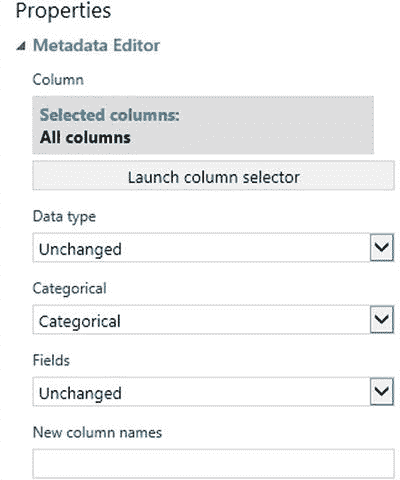 Properties
Metadata Editor
Column
Selected columns:
All columns
Launch column selector
Data type
Unchanged
Categorical
Categorical
Fields
Unchanged
New column names